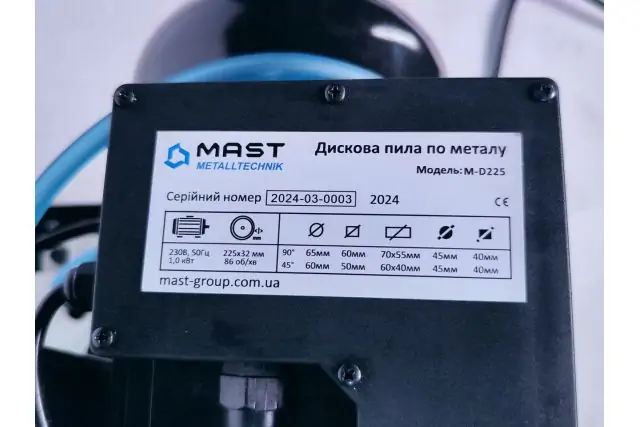 MAST
METALLTECHNIK
Дискова пила по металу
Модель: M-D225
Серійний номер 2024-03-0003 2024
CE
230В, 50Гц 225x32 мм 90° 65мм 60мм 70x55мм 45мм 40мм
1,0 кВт 86 об/хв 45° 60мм 50мм 60x40мм 45мм 40мм
mast-group.com.ua